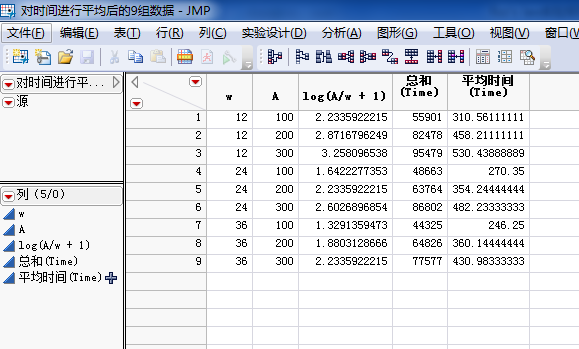 对时间进行平均后的9组数据 - JMP
文件(F) 编辑(E) 表(T) 行(R) 列(C) 实验设计(D) 分析(A) 图形(G) 工具(O) 视图(V) 窗口(
对时间进行平...
源
列 (5/0)
w
A
log(A/w + 1)
总和(Time)
平均时间(Time)
w A log(A/w + 1) 总和(Time) 平均时间(Time)
1 12 100 2.2335922215 55901 310.56111111
2 12 200 2.8716796249 82478 458.21111111
3 12 300 3.258096538 95479 530.43888889
4 24 100 1.6422277353 48663 270.35
5 24 200 2.2335922215 63764 354.24444444
6 24 300 2.6026896854 86802 482.23333333
7 36 100 1.3291359473 44325 246.25
8 36 200 1.8803128666 64826 360.14444444
9 36 300 2.2335922215 77577 430.98333333